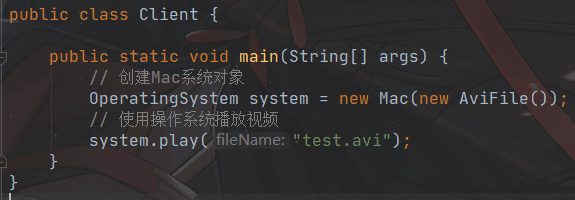 public class Client {
public static void main(String[] args) {
// 创建Mac系统对象
OperatingSystem system = new Mac(new AviFile());
// 使用操作系统播放视频
system.play( fileName: "test.avi");
}
}